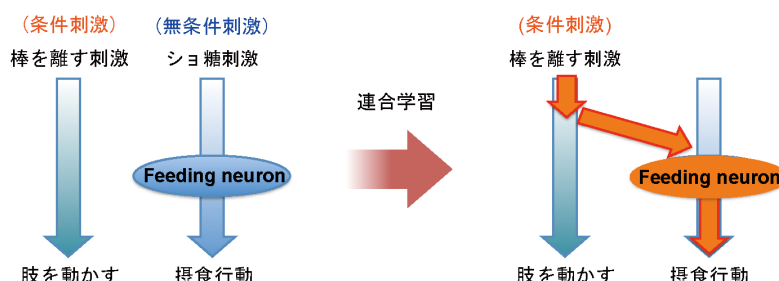 （条件刺激）
棒を離す刺激
（無条件刺激）
ショ糖刺激
Feeding neuron
肢を動かす
摂食行動
連合学習
(条件刺激)
棒を離す刺激
Feeding neuron
肢を動かす
摂食行動